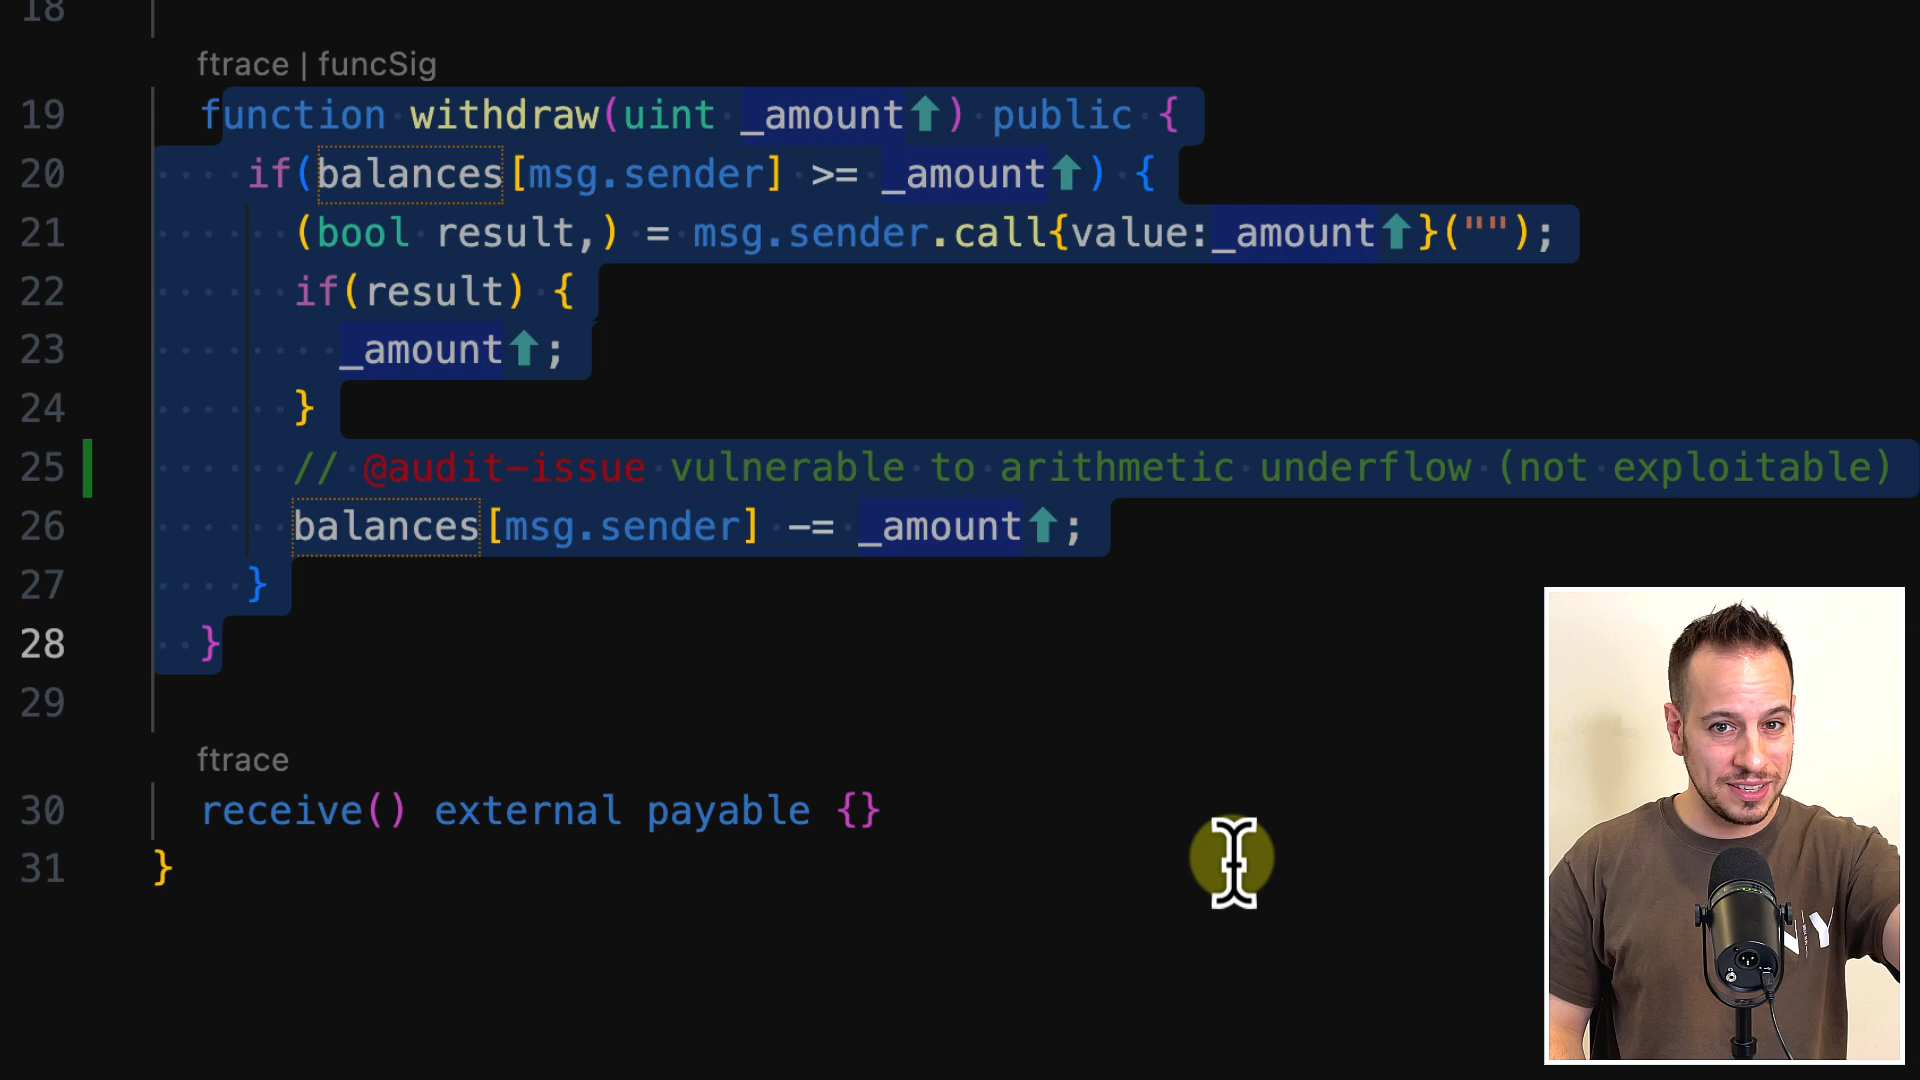 18
ftrace | funcSig
19 function withdraw(uint _amount⬆) public {
20 if(balances[msg.sender] >= _amount⬆) {
21 (bool result,) = msg.sender.call{value:_amount⬆}("");
22 if(result) {
23 _amount⬆;
24 }
25 // @audit-issue vulnerable to arithmetic underflow (not exploitable)
26 balances[msg.sender] -= _amount⬆;
27 }
28 }
29
ftrace
30 receive() external payable {}
31 }